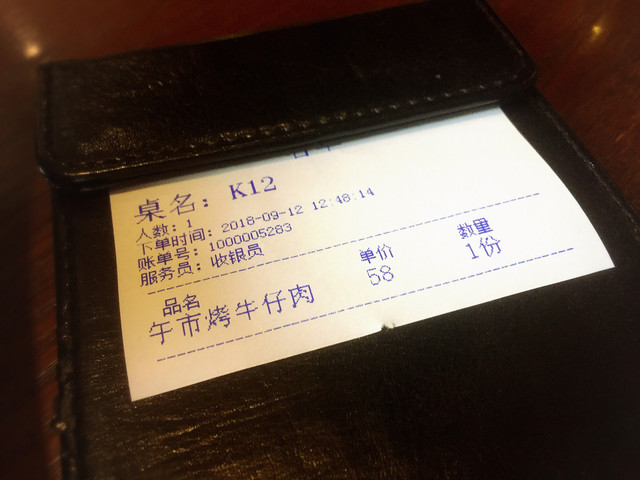 桌名：K12
人数：1
下单时间：2018-09-12 12:48:14
账单号：1000005283
服务员：收银员
品名 单价 数量
午市烤牛仔肉 58 1份